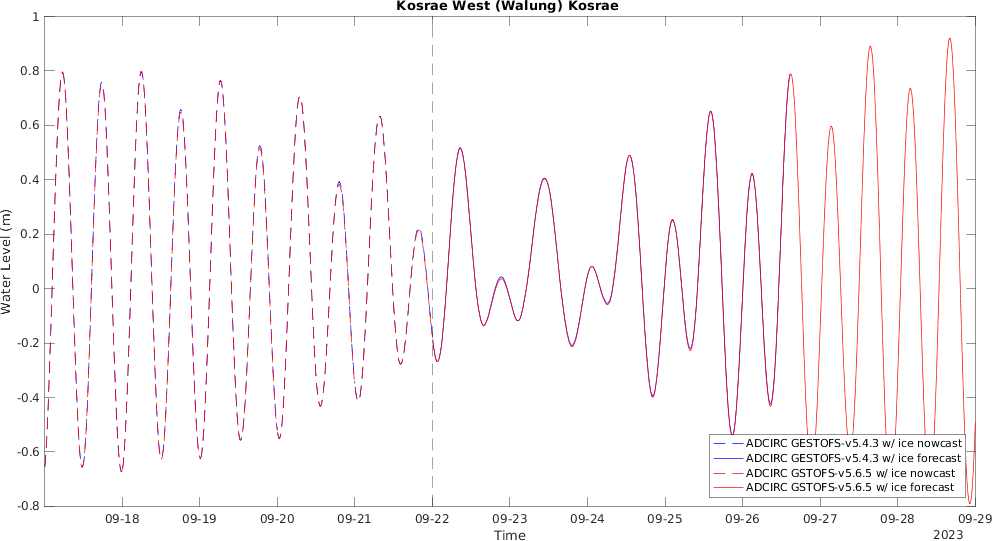 Kosrae West (Walung) Kosrae
1
0.8
0.6
0.4
0.2
0
-0.2
-0.4
-0.6
-0.8
Water Level (m)
ADCIRC GESTOFS-v5.4.3 w/ ice nowcast
ADCIRC GESTOFS-v5.4.3 w/ ice forecast
ADCIRC GSTOFS-v5.6.5 w/ ice nowcast
ADCIRC GSTOFS-v5.6.5 w/ ice forecast
09-18 09-19 09-20 09-21 09-22 09-23 09-24 09-25 09-26 09-27 09-28 09-29
Time
2023